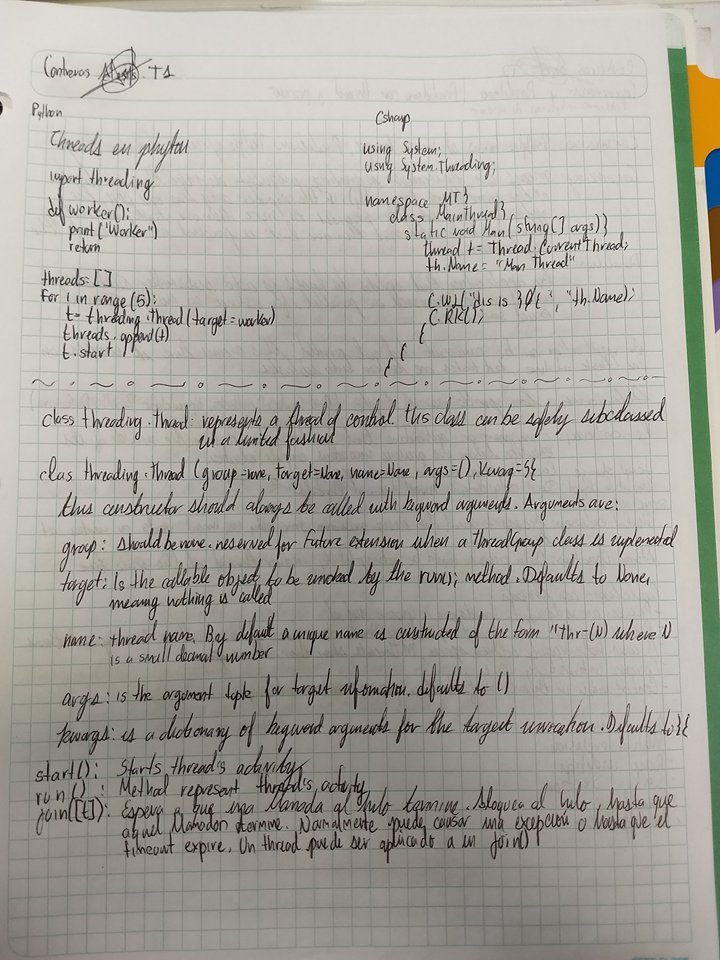 Contreras T1
Python
Threads en phyton
import threading
def worker():
print("Worker")
return
threads=[]
for i in range(5):
t= threading.thread(target=worker)
threads.append(t)
t.start
Csharp
using System;
using System.Threading;
namespace MT}
class MainThread}
static void Main(string[] args)}
thread t= Thread.CurrentThread;
th.Name = "Main Thread"
C.WL("dis is }0{ ", "th.Name);
C.RK();
{
{
{
class threading.Thread: represents a thread of control. this class can be safely subclassed
in a limited fashion
clas threading.thread (group=none, target=None, name=None, args=(), kwarg=}{
this constructor should always be called with keyword arguments. Arguments are:
group: should be none. reserved for future extension when a ThreadGroup class is implemented
target: Is the callable object to be invoked by the run(); method. Defaults to None,
meaning nothing is called
name: thread name. By default a unique name is constructed of the form "thr-(N) where N
is a small decimal number
args: is the argument tuple for target information. defaults to ()
kewargs: is a dictionary of keyword arguments for the target invocation. Defaults to }{
start(): Starts thread's activity
run(): Method represent thread's activity
join([t]): Espera a que una llamada al hilo termine. bloquea al hilo, hasta que
aquel termine. Normalmente puede causar una excepcion o hasta que el
timeout expire. Un thread puede ser aplicado a un join()